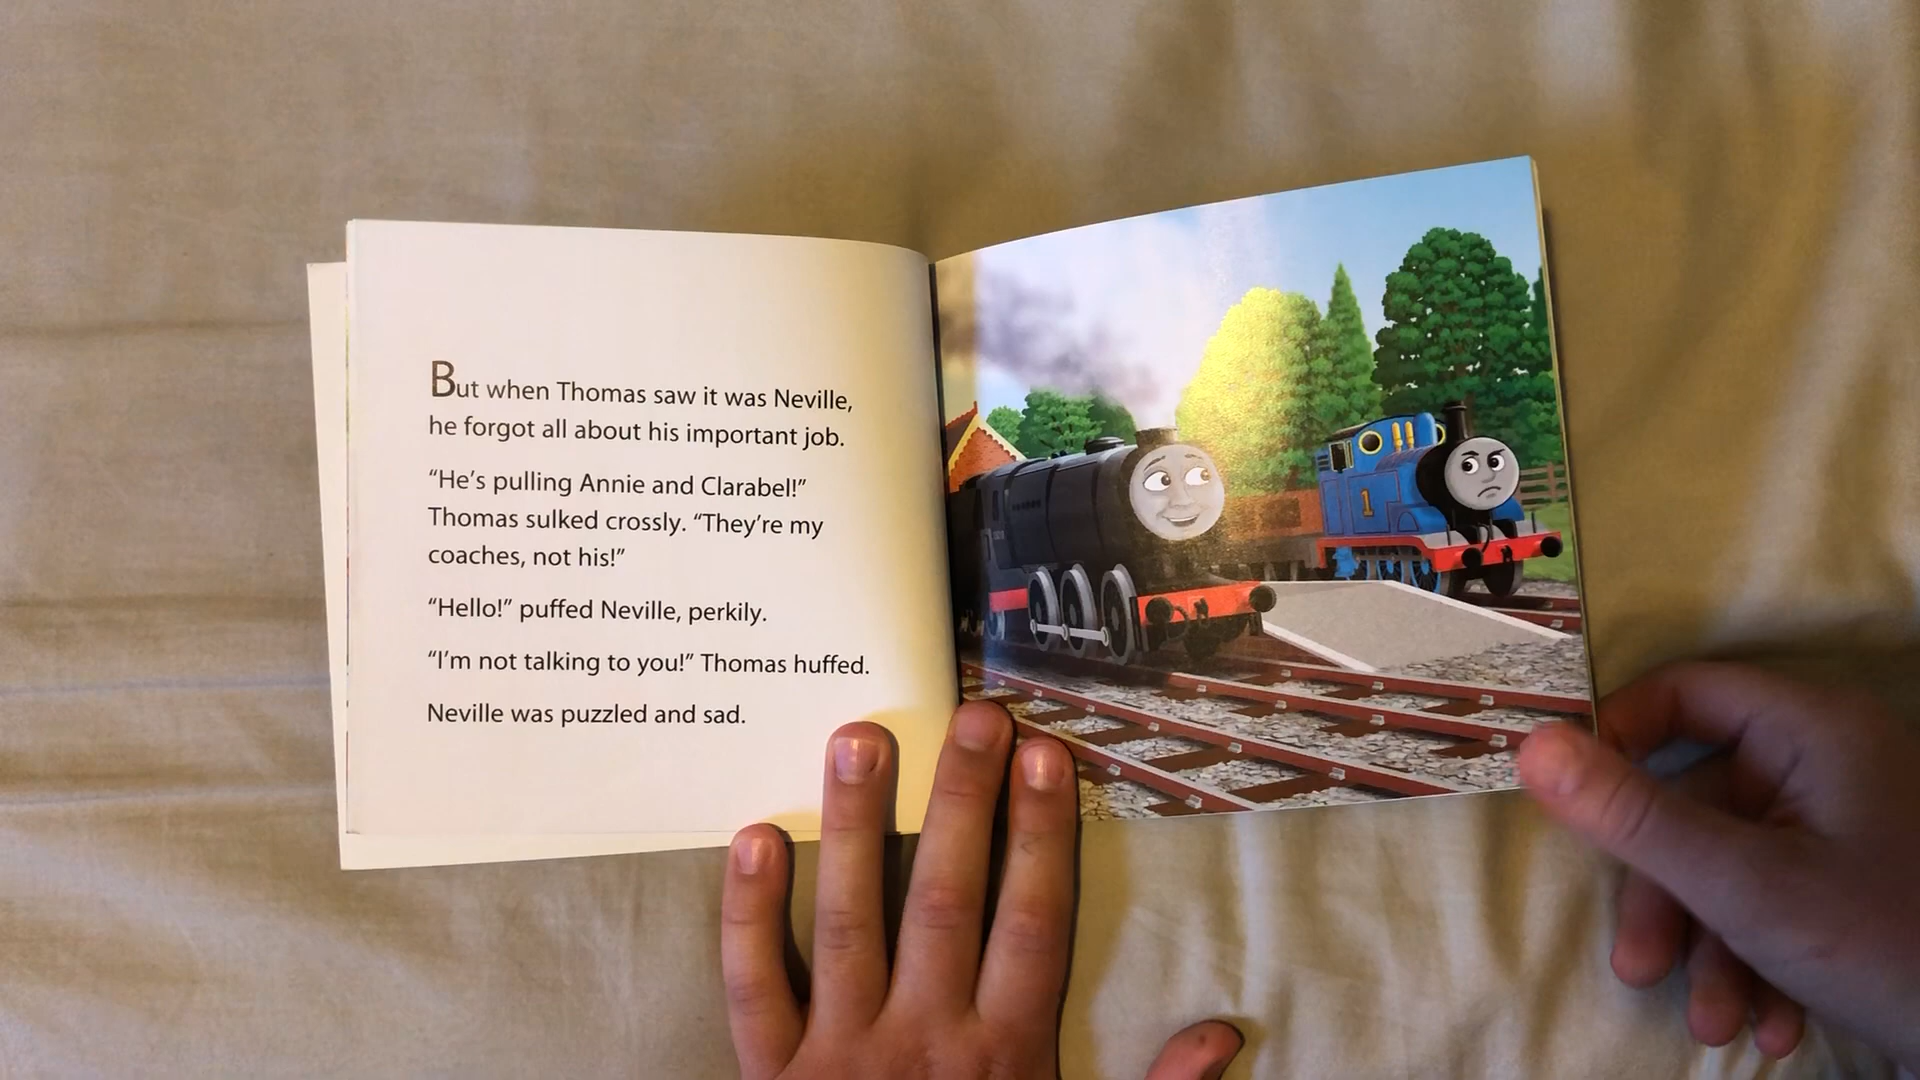 But when Thomas saw it was Neville,
he forgot all about his important job.
“He’s pulling Annie and Clarabel!”
Thomas sulked crossly. “They’re my
coaches, not his!”
“Hello!” puffed Neville, perkily.
“I’m not talking to you!” Thomas huffed.
Neville was puzzled and sad.
1